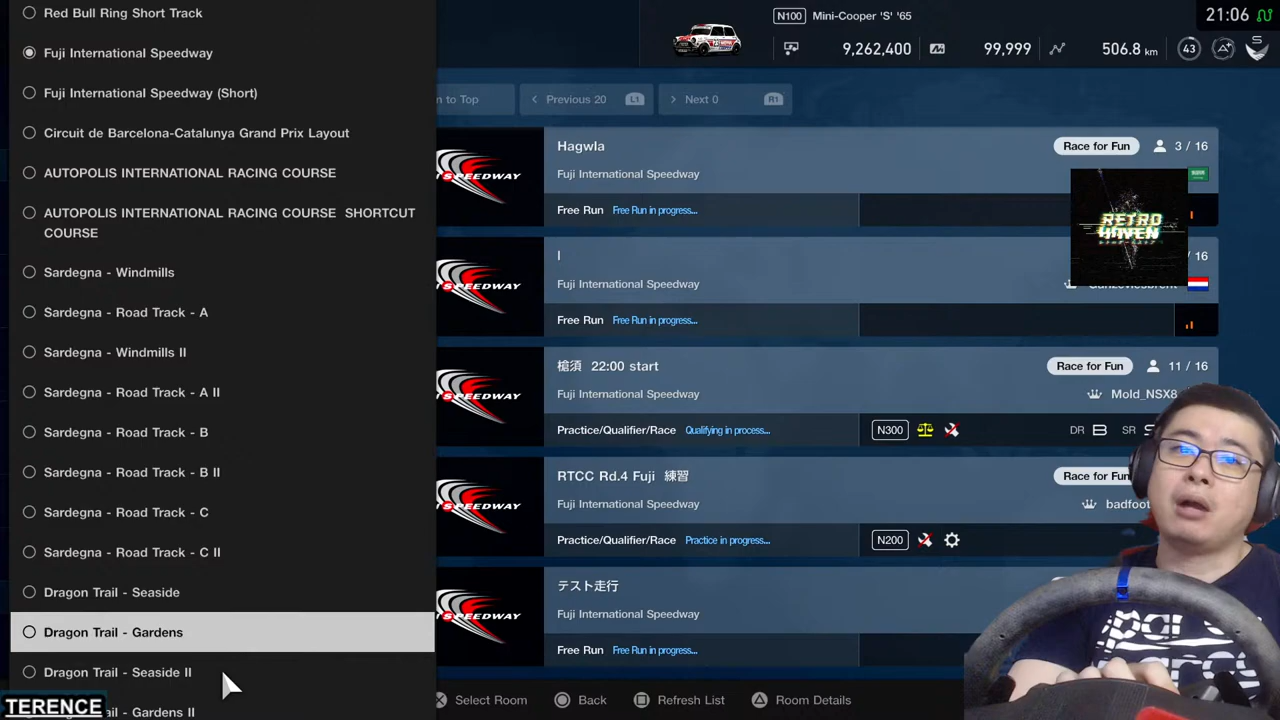 Red Bull Ring Short Track
Fuji International Speedway
Fuji International Speedway (Short)
Circuit de Barcelona-Catalunya Grand Prix Layout
AUTOPOLIS INTERNATIONAL RACING COURSE
AUTOPOLIS INTERNATIONAL RACING COURSE SHORTCUT
COURSE
Sardegna - Windmills
Sardegna - Road Track - A
Sardegna - Windmills II
Sardegna - Road Track - A II
Sardegna - Road Track - B
Sardegna - Road Track - B II
Sardegna - Road Track - C
Sardegna - Road Track - C II
Dragon Trail - Seaside
Dragon Trail - Gardens
Dragon Trail - Seaside II
Gardens II
TERENCE
N100 Mini-Cooper 'S' '65
9,262,400 99,999 506.8 km 43 A+ S
21:06
n to Top Previous 20 L1 Next 0 R1
SPEEDWAY
Hagwla Race for Fun 3 / 16
Fuji International Speedway
Free Run Free Run in progress...
RETRO
SPEEDWAY
I / 16
Fuji International Speedway
Free Run Free Run in progress...
SPEEDWAY
槍須 22:00 start Race for Fun 11 / 16
Fuji International Speedway Mold_NSX8
Practice/Qualifier/Race Qualifying in process... N300 DR B SR S
SPEEDWAY
RTCC Rd.4 Fuji 練習 Race for Fun
Fuji International Speedway badfoot
Practice/Qualifier/Race Practice in progress... N200
SPEEDWAY
テスト走行
Fuji International Speedway
Free Run Free Run in progress...
Select Room Back Refresh List Room Details